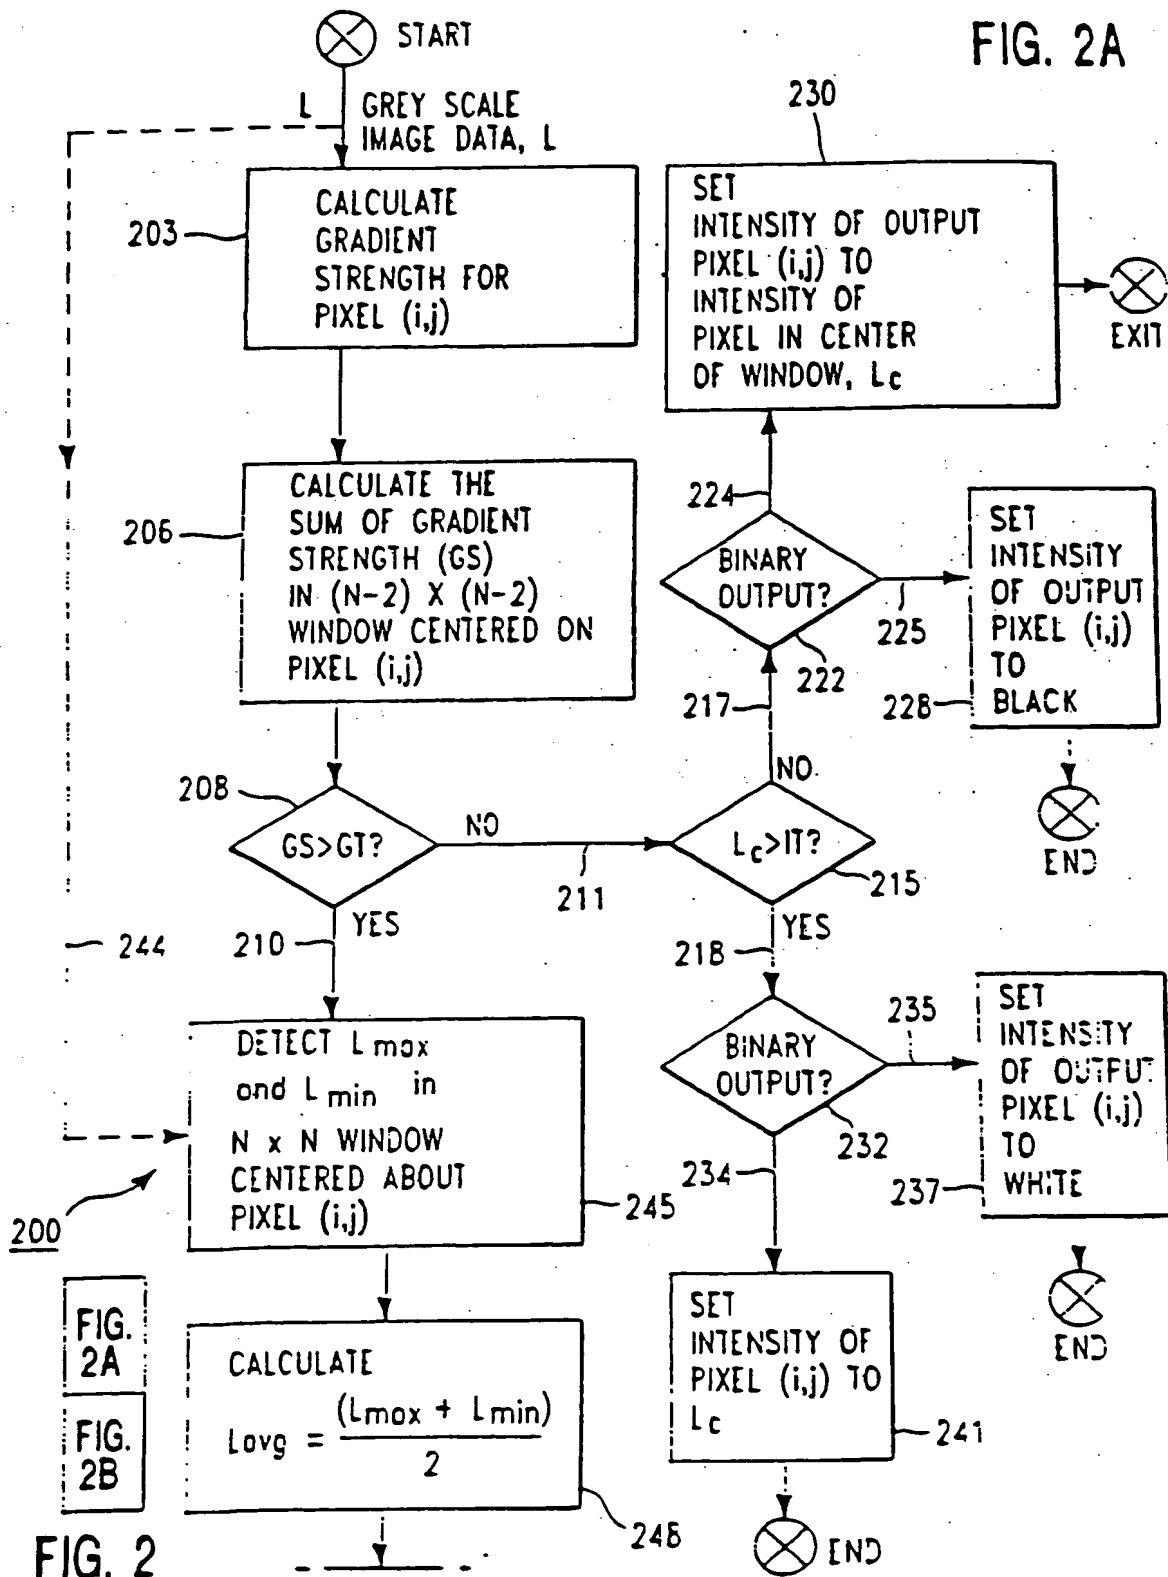 START
FIG. 2A
L
GREY SCALE
IMAGE DATA, L
203
CALCULATE
GRADIENT
STRENGTH FOR
PIXEL (i,j)
230
SET
INTENSITY OF OUTPUT
PIXEL (i,j) TO
INTENSITY OF
PIXEL IN CENTER
OF WINDOW, Lc
EXIT
206
CALCULATE THE
SUM OF GRADIENT
STRENGTH (GS)
IN (N-2) X (N-2)
WINDOW CENTERED ON
PIXEL (i,j)
224
BINARY
OUTPUT?
222
225
SET
INTENSITY
OF OUTPUT
PIXEL (i,j)
TO
BLACK
228
END
217
NO
208
GS>GT?
NO
211
Lc>IT?
215
YES
210
YES
218
244
DETECT Lmax
and Lmin in
N x N WINDOW
CENTERED ABOUT
PIXEL (i,j)
245
BINARY
OUTPUT?
232
235
SET
INTENSITY
OF OUTPUT
PIXEL (i,j)
TO
WHITE
237
END
234
200
FIG.
2A
FIG.
2B
FIG. 2
CALCULATE
Lavg = (Lmax + Lmin)
2
246
SET
INTENSITY OF
PIXEL (i,j) TO
Lc
241
END